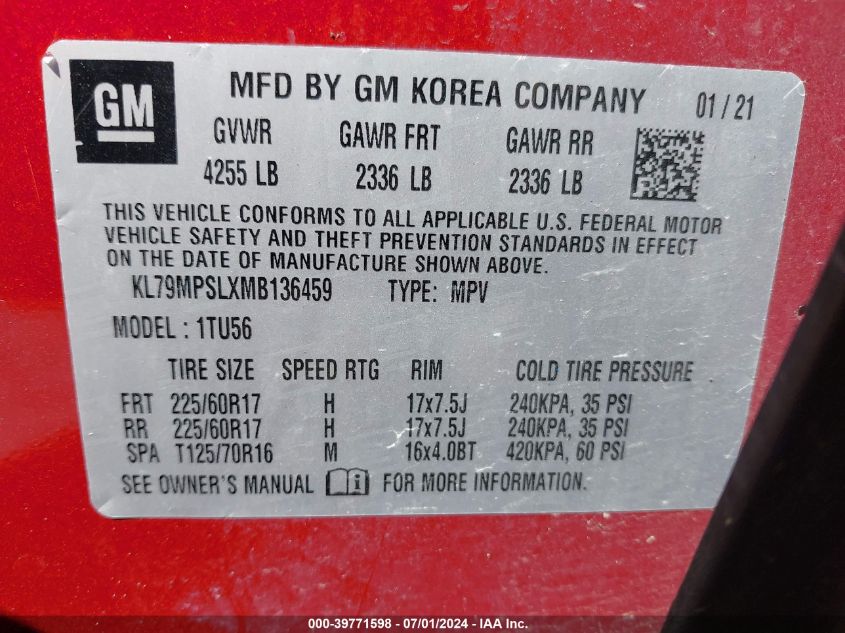 GM MFD BY GM KOREA COMPANY 01 / 21
GVWR GAWR FRT GAWR RR
4255 LB 2336 LB 2336 LB
THIS VEHICLE CONFORMS TO ALL APPLICABLE U.S. FEDERAL MOTOR
VEHICLE SAFETY AND THEFT PREVENTION STANDARDS IN EFFECT
ON THE DATE OF MANUFACTURE SHOWN ABOVE.
KL79MPSLXMB136459 TYPE: MPV
MODEL : 1TU56
TIRE SIZE SPEED RTG RIM COLD TIRE PRESSURE
FRT 225/60R17 H 17x7.5J 240KPA, 35 PSI
RR 225/60R17 H 17x7.5J 240KPA, 35 PSI
SPA T125/70R16 M 16x4.0BT 420KPA, 60 PSI
SEE OWNER'S MANUAL i FOR MORE INFORMATION.
000-39771598 - 07/01/2024 - IAA Inc.